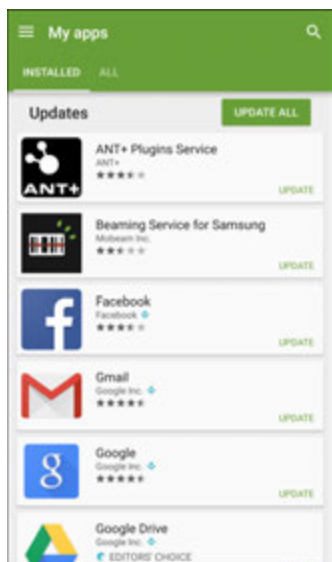 My apps
INSTALLED ALL
Updates UPDATE ALL
ANT+ Plugins Service
ANT+
ANT+
UPDATE
Beaming Service for Samsung
Mobeam Inc.
UPDATE
Facebook
Facebook
UPDATE
Gmail
Google Inc.
UPDATE
Google
Google Inc.
UPDATE
Google Drive
Google Inc.
EDITORS' CHOICE